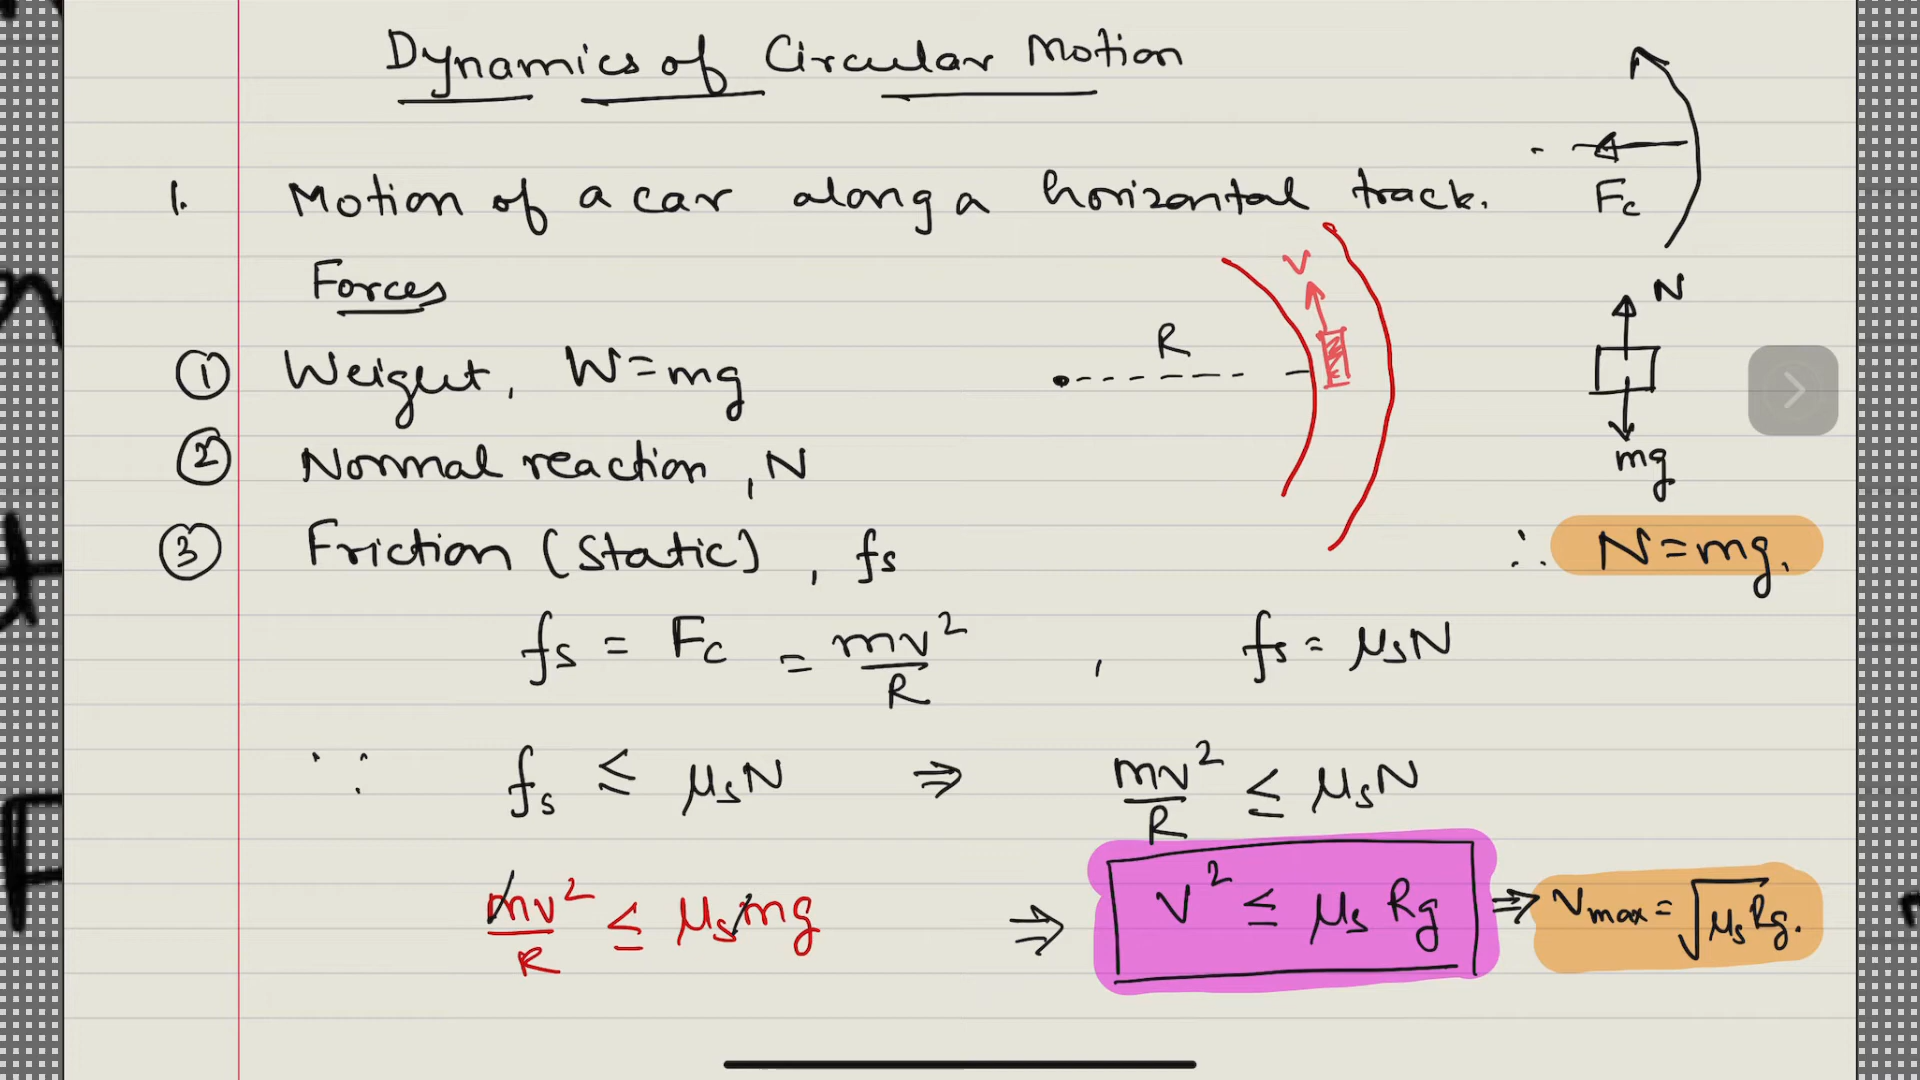 Dynamics of Circular Motion
1. Motion of a car along a horizontal track.
Fc
Forces
V
N
R
① Weight, W=mg
mg
② Normal reaction, N
③ Friction (Static), fs
∴ N=mg.
fs = Fc = mv²/R , fs = μsN
∵ fs ≤ μsN ⇒ mv²/R ≤ μsN
mv²/R ≤ μsmg ⇒ V² ≤ μs Rg ⇒ Vmax = √μsRg.